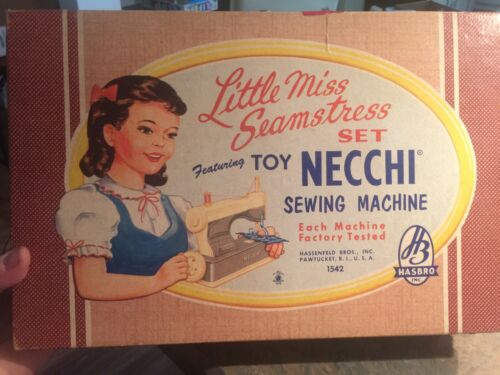 Little Miss
Seamstress
SET
Featuring TOY NECCHI®
SEWING MACHINE
Each Machine
Factory Tested
HASSENFELD BROS., INC.
PAWTUCKET, R. I., U. S. A.
1542
HB
HASBRO
INC